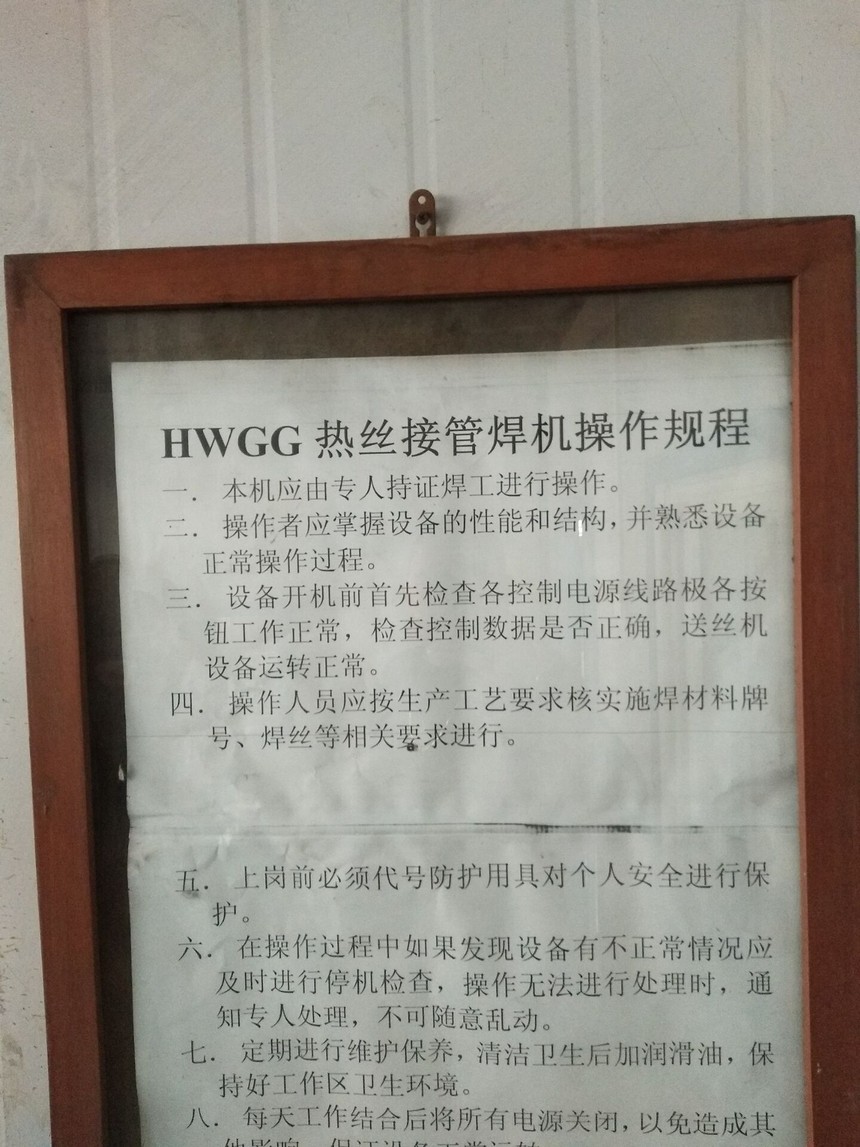 HWGG 热丝接管焊机操作规程
一. 本机应由专人持证焊工进行操作。
二. 操作者应掌握设备的性能和结构,并熟悉设备
正常操作过程。
三. 设备开机前首先检查各控制电源线路极各按
钮工作正常，检查控制数据是否正确，送丝机
设备运转正常。
四. 操作人员应按生产工艺要求核实施焊材料牌
号、焊丝等相关要求进行。
五. 上岗前必须代号防护用具对个人安全进行保
护。
六. 在操作过程中如果发现设备有不正常情况应
及时进行停机检查，操作无法进行处理时，通
知专人处理，不可随意乱动。
七. 定期进行维护保养，清洁卫生后加润滑油，保
持好工作区卫生环境。
八. 每天工作结合后将所有电源关闭,以免造成其